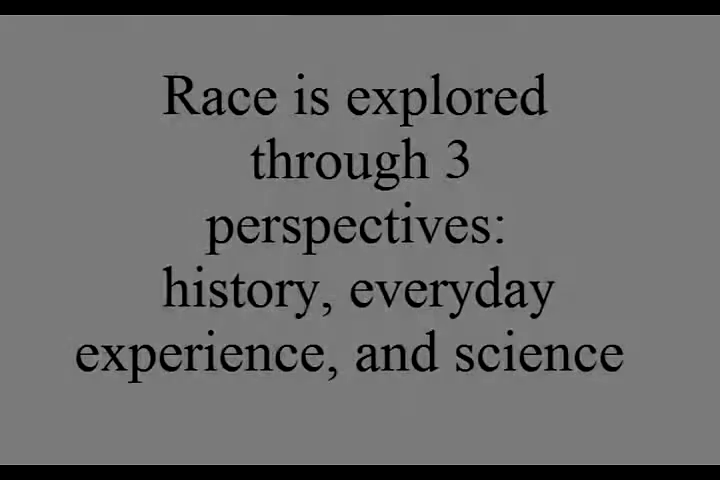 Race is explored
through 3
perspectives:
history, everyday
experience, and science